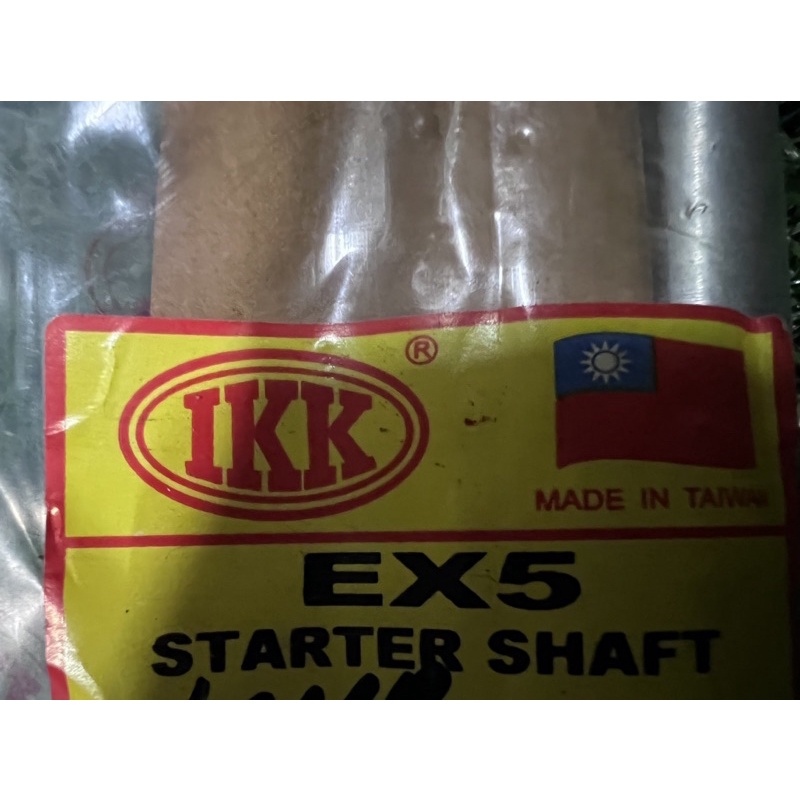 IKK ®
MADE IN TAIWAN
EX5
STARTER SHAFT